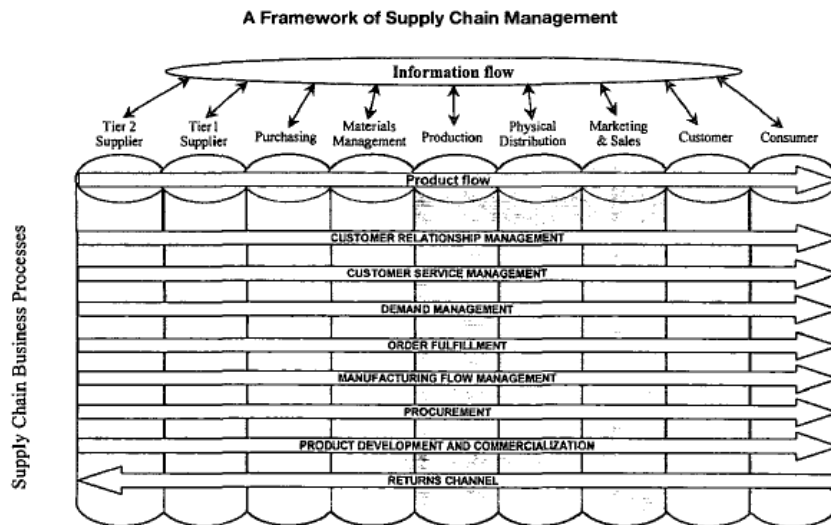 A Framework of Supply Chain Management
Information flow
Tier 2
Supplier
Tier1
Supplier
Purchasing
Materials
Management
Production
Physical
Distribution
Marketing
& Sales
Customer
Consumer
Product flow
CUSTOMER RELATIONSHIP MANAGEMENT
CUSTOMER SERVICE MANAGEMENT
DEMAND MANAGEMENT
ORDER FULFILLMENT
MANUFACTURING FLOW MANAGEMENT
PROCUREMENT
PRODUCT DEVELOPMENT AND COMMERCIALIZATION
RETURNS CHANNEL
Supply Chain Business Processes